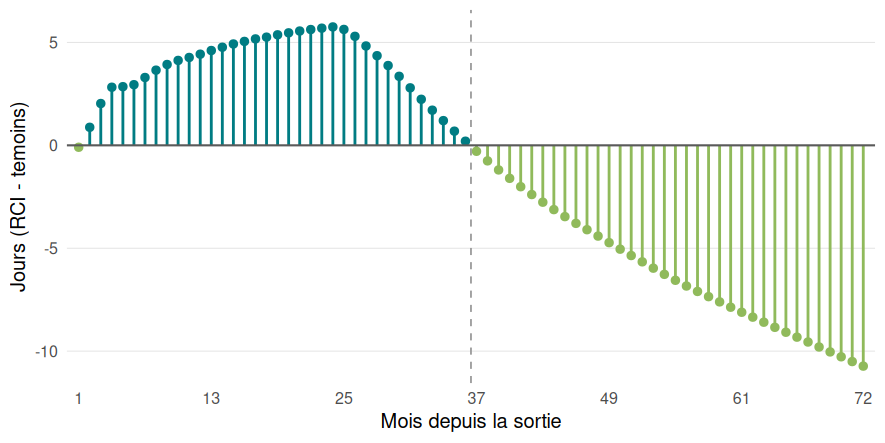 5
0
-5
-10
Jours (RCI - temoins)
1 13 25 37 49 61 72
Mois depuis la sortie